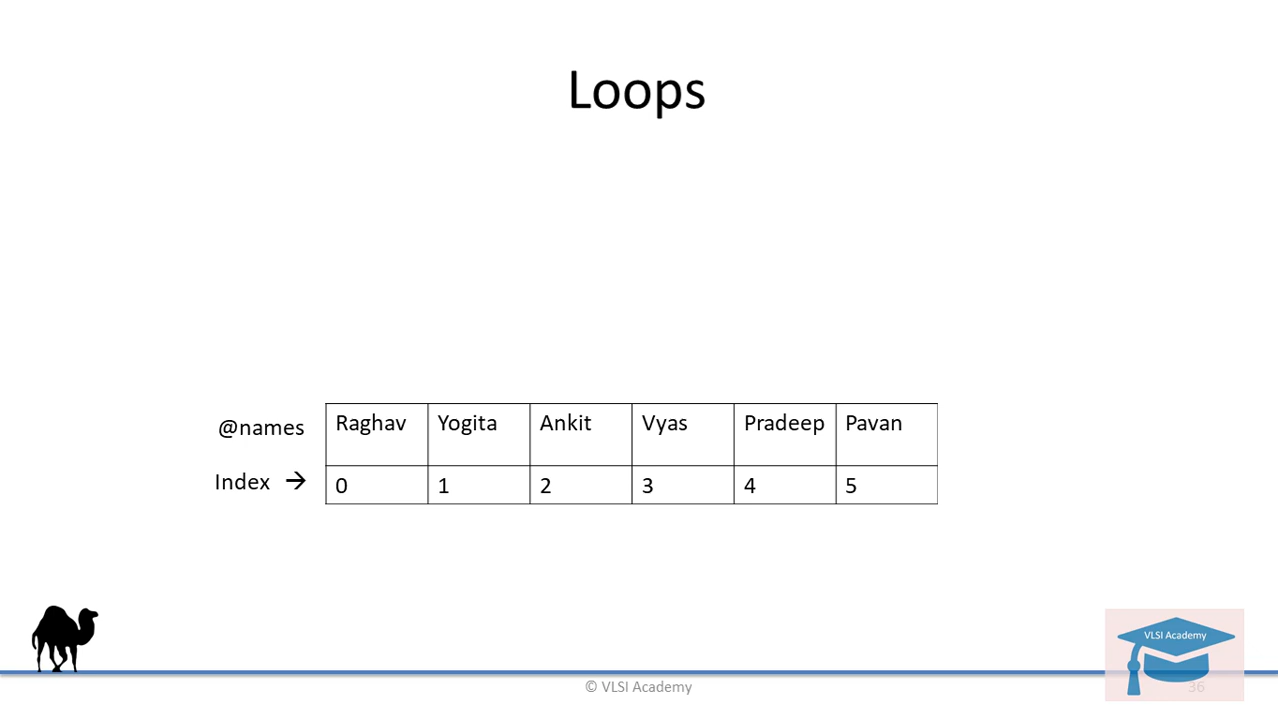 Loops
@names Raghav Yogita Ankit Vyas Pradeep Pavan
Index → 0 1 2 3 4 5
VLSI Academy
© VLSI Academy
36